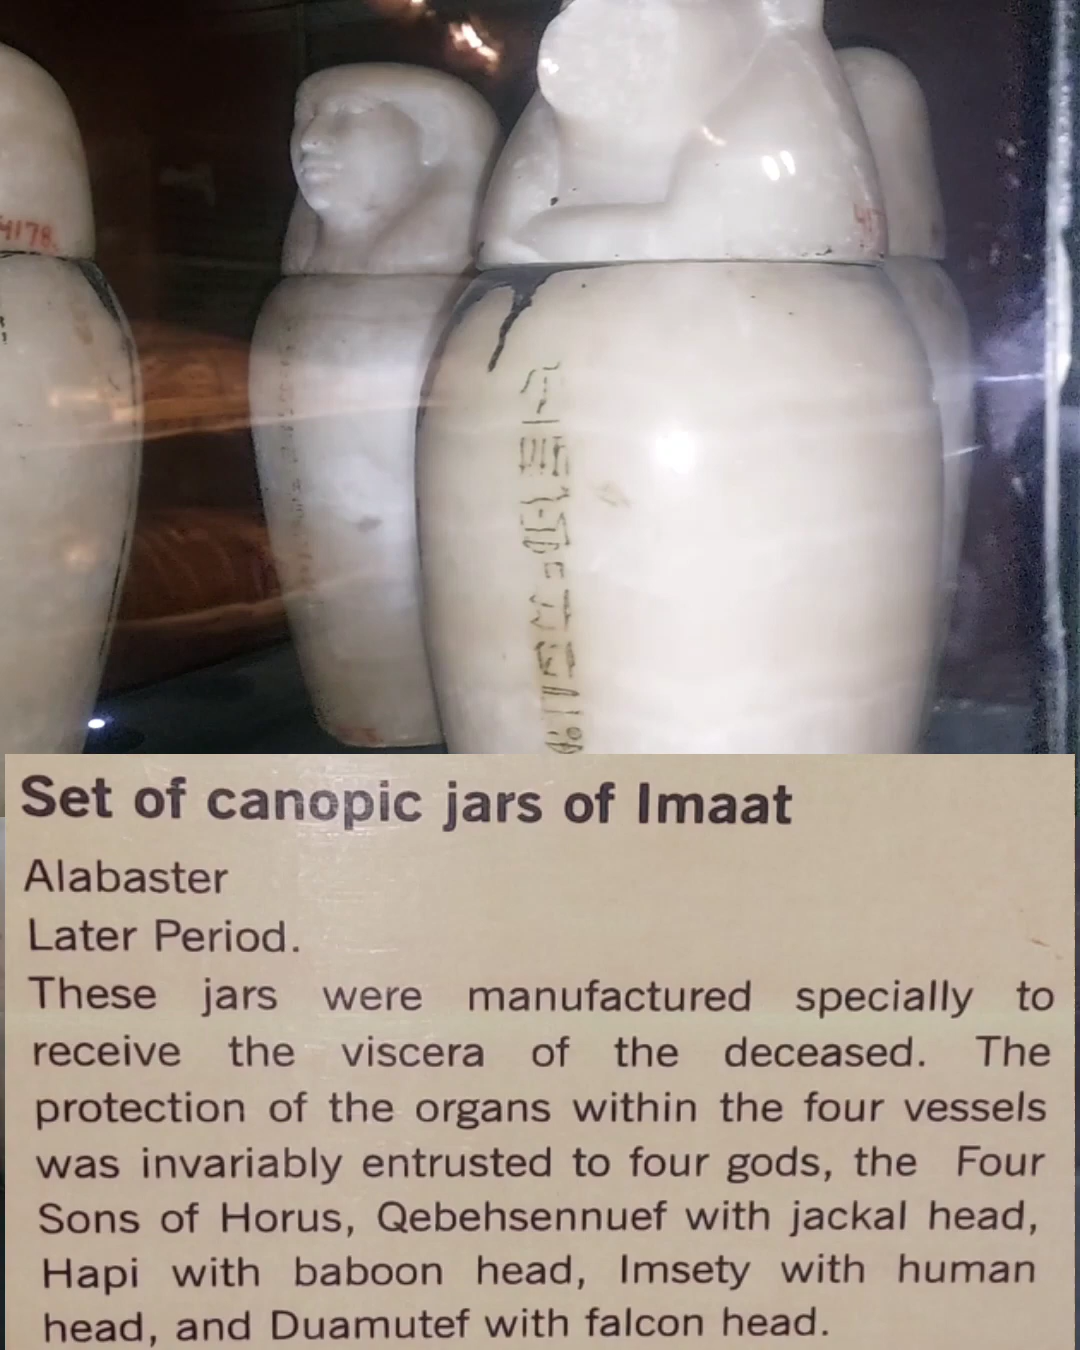 4178
Set of canopic jars of Imaat
Alabaster
Later Period.
These jars were manufactured specially to
receive the viscera of the deceased. The
protection of the organs within the four vessels
was invariably entrusted to four gods, the Four
Sons of Horus, Qebehsennuef with jackal head,
Hapi with baboon head, Imsety with human
head, and Duamutef with falcon head.